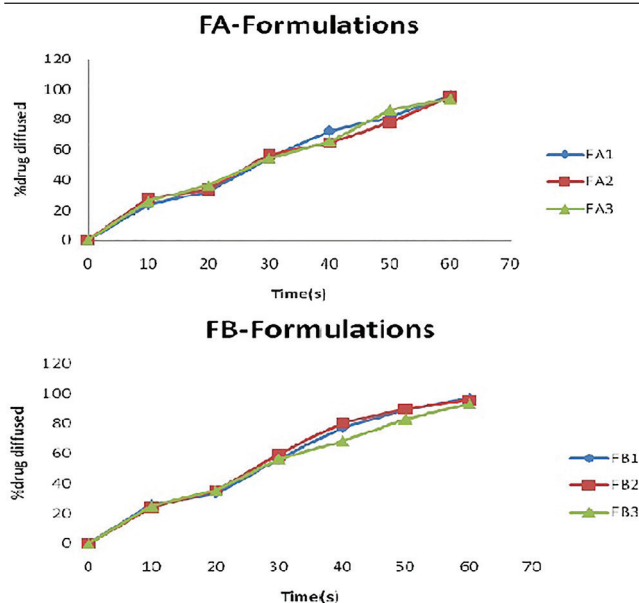 FA-Formulations
120
100
80
60
40
20
0
%drug diffused
0 10 20 30 40 50 60 70
Time(s)
FA1
FA2
FA3
FB-Formulations
120
100
80
60
40
20
0
%drug diffused
0 10 20 30 40 50 60 70
Time(s)
FB1
FB2
FB3